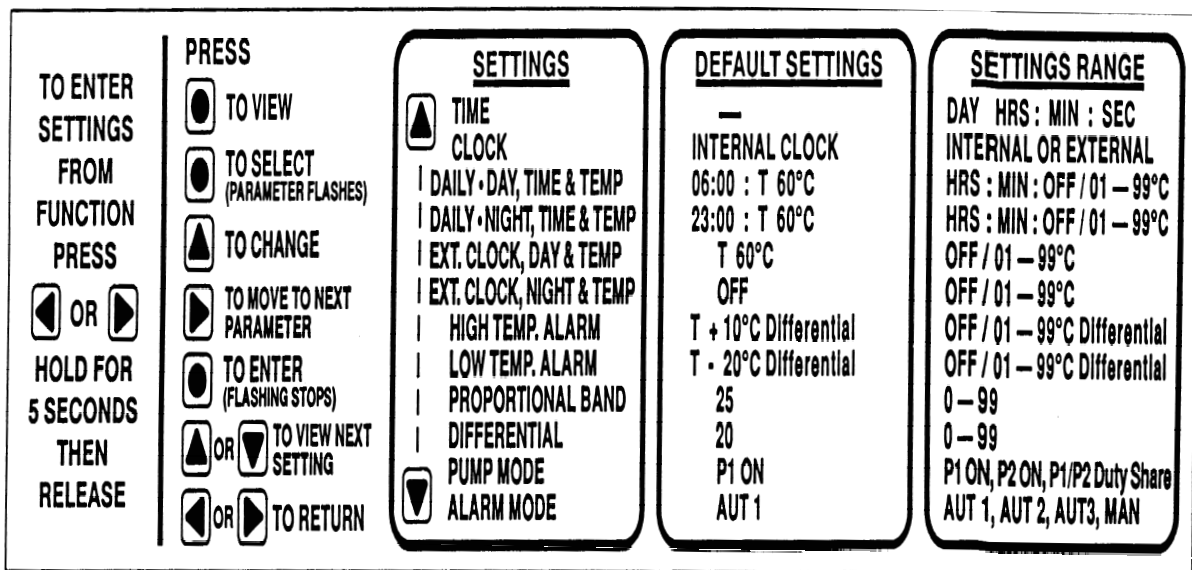 TO ENTER
SETTINGS
FROM
FUNCTION
PRESS
OR
HOLD FOR
5 SECONDS
THEN
RELEASE
PRESS
TO VIEW
TO SELECT
(PARAMETER FLASHES)
TO CHANGE
TO MOVE TO NEXT
PARAMETER
TO ENTER
(FLASHING STOPS)
OR TO VIEW NEXT
SETTING
OR TO RETURN
SETTINGS
TIME
CLOCK
DAILY • DAY, TIME & TEMP
DAILY • NIGHT, TIME & TEMP
EXT. CLOCK, DAY & TEMP
EXT. CLOCK, NIGHT & TEMP
HIGH TEMP. ALARM
LOW TEMP. ALARM
PROPORTIONAL BAND
DIFFERENTIAL
PUMP MODE
ALARM MODE
DEFAULT SETTINGS
—
INTERNAL CLOCK
06:00 : T 60°C
23:00 : T 60°C
T 60°C
OFF
T + 10°C Differential
T - 20°C Differential
25
20
P1 ON
AUT 1
SETTINGS RANGE
DAY HRS : MIN : SEC
INTERNAL OR EXTERNAL
HRS : MIN : OFF / 01 — 99°C
HRS : MIN : OFF / 01 — 99°C
OFF / 01 — 99°C
OFF / 01 — 99°C
OFF / 01 — 99°C Differential
OFF / 01 — 99°C Differential
0 — 99
0 — 99
P1 ON, P2 ON, P1/P2 Duty Share
AUT 1, AUT 2, AUT3, MAN